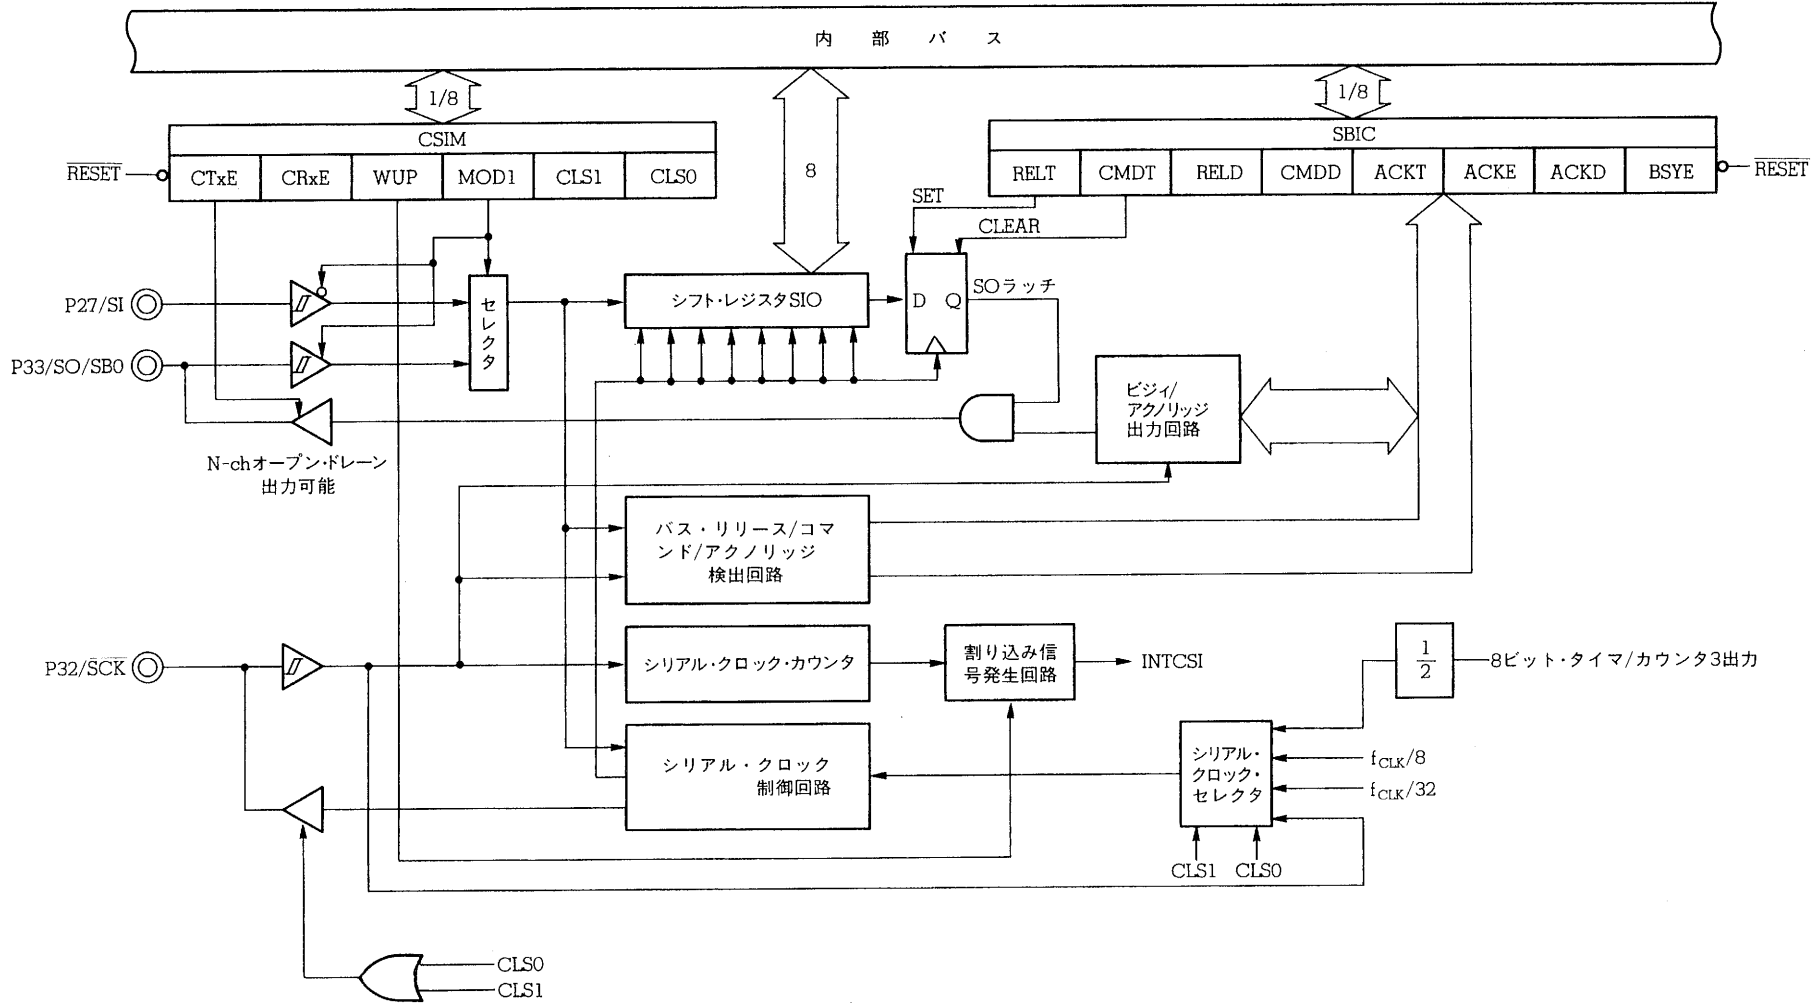 内部バス
1/8
8
1/8
CSIM
SBIC
RESET
CTxE
CRxE
WUP
MOD1
CLS1
CLS0
RELT
CMDT
RELD
CMDD
ACKT
ACKE
ACKD
BSYE
RESET
SET
CLEAR
P27/SI
セレクタ
シフト・レジスタSIO
D Q
SOラッチ
P33/SO/SB0
ビジィ/
アクノリッジ
出力回路
N-chオープン・ドレーン
出力可能
バス・リリース/コマ
ンド/アクノリッジ
検出回路
P32/SCK
シリアル・クロック・カウンタ
割り込み信
号発生回路
INTCSI
1
2
8ビット・タイマ/カウンタ3出力
シリアル・クロック
制御回路
シリアル・
クロック・
セレクタ
fCLK/8
fCLK/32
CLS1 CLS0
CLS0
CLS1